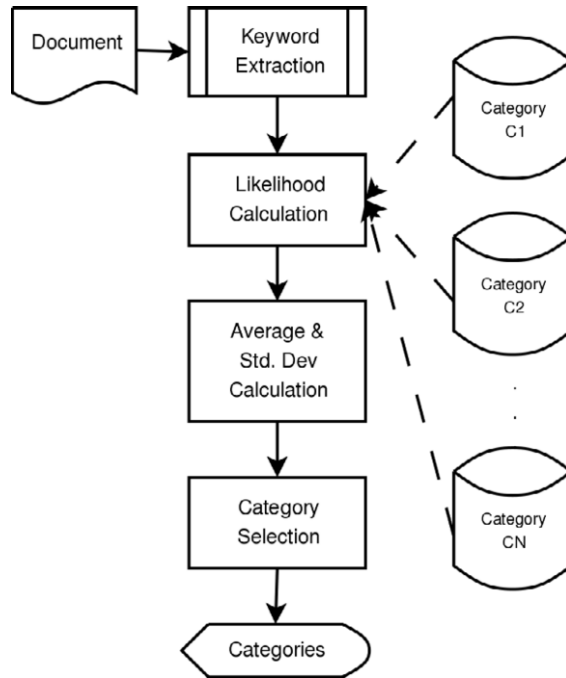 Document
Keyword
Extraction
Likelihood
Calculation
Average &
Std. Dev
Calculation
Category
Selection
Categories
Category
C1
Category
C2
.
.
Category
CN